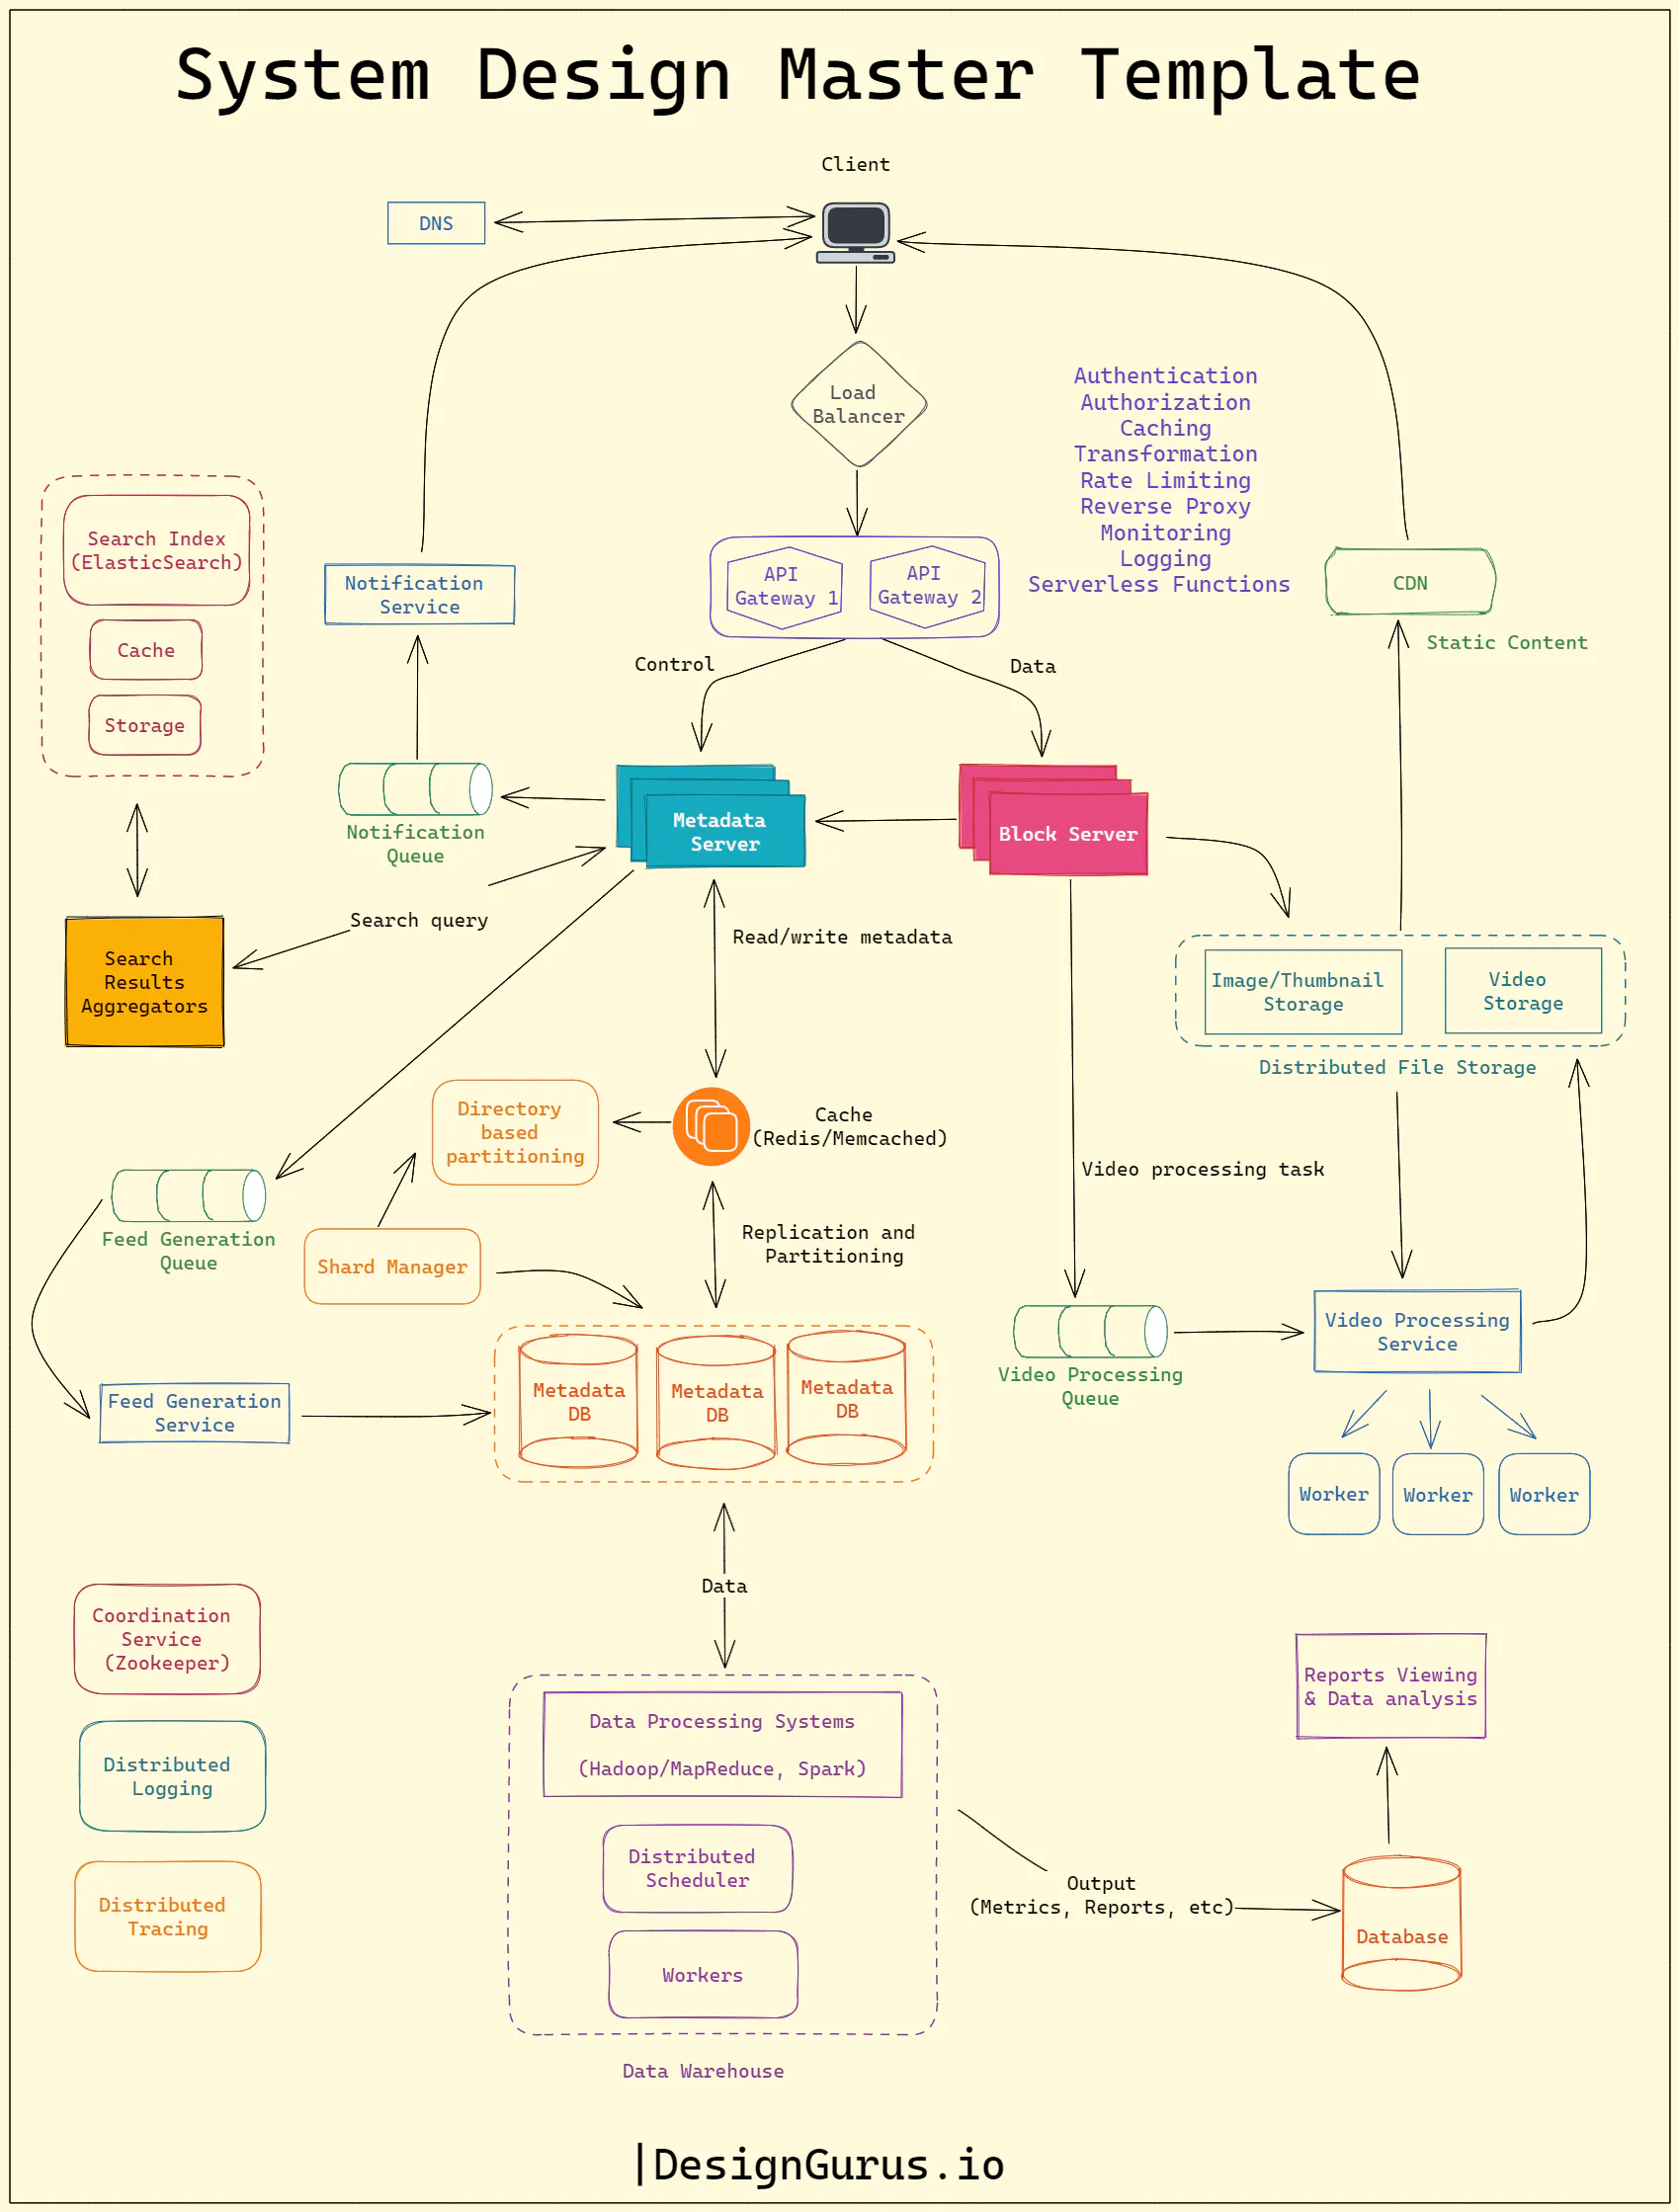 System Design Master Template
Client
DNS
Load
Balancer
Authentication
Authorization
Caching
Transformation
Rate Limiting
Reverse Proxy
Monitoring
Logging
Serverless Functions
Search Index
(ElasticSearch)
Cache
Storage
Notification
Service
API
Gateway 1
API
Gateway 2
CDN
Static Content
Control
Data
Notification
Queue
Metadata
Server
Block Server
Search query
Search
Results
Aggregators
Read/write metadata
Image/Thumbnail
Storage
Video
Storage
Distributed File Storage
Directory
based
partitioning
Cache
(Redis/Memcached)
Video processing task
Feed Generation
Queue
Shard Manager
Replication and
Partitioning
Video Processing
Queue
Video Processing
Service
Feed Generation
Service
Metadata
DB
Metadata
DB
Metadata
DB
Worker
Worker
Worker
Data
Coordination
Service
(Zookeeper)
Distributed
Logging
Distributed
Tracing
Data Processing Systems
(Hadoop/MapReduce, Spark)
Distributed
Scheduler
Workers
Data Warehouse
Reports Viewing
& Data analysis
Output
(Metrics, Reports, etc)
Database
|DesignGurus.io